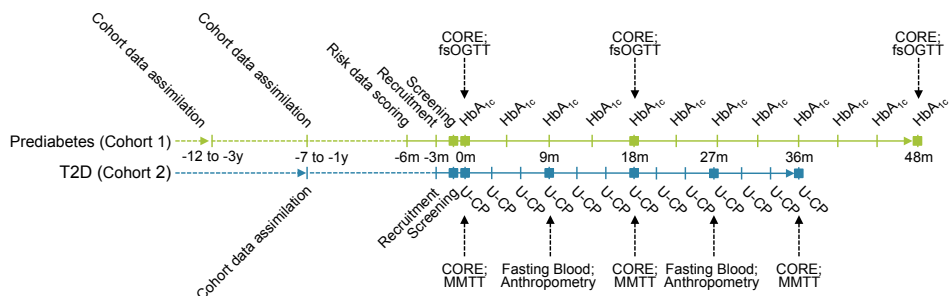 CORE;
fsOGTT
CORE;
fsOGTT
CORE;
fsOGTT
Cohort data assimilation
Cohort data assimilation
Risk data scoring
Recruitment
Screening
HbA₁c
HbA₁c
HbA₁c
HbA₁c
HbA₁c
HbA₁c
HbA₁c
HbA₁c
HbA₁c
HbA₁c
HbA₁c
HbA₁c
Prediabetes (Cohort 1)
-12 to -3y -7 to -1y -6m -3m 0m 9m 18m 27m 36m 48m
T2D (Cohort 2)
Cohort data assimilation
Recruitment
Screening
U-CP
U-CP
U-CP
U-CP
U-CP
U-CP
U-CP
U-CP
U-CP
U-CP
U-CP
U-CP
U-CP
CORE;
MMTT
Fasting Blood;
Anthropometry
CORE;
MMTT
Fasting Blood;
Anthropometry
CORE;
MMTT